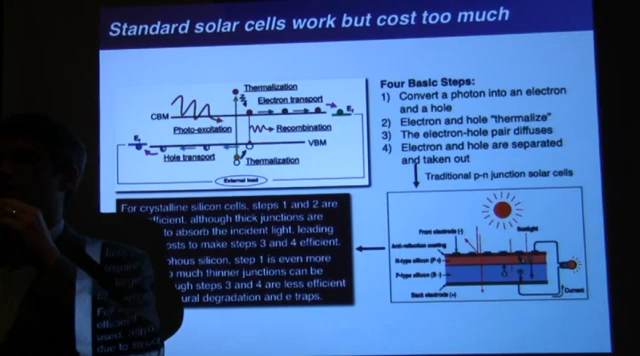 Standard solar cells work but cost too much
Thermalization
Electron transport
CBM
Photo-excitation
Recombination
VBM
Hole transport
Thermalization
External load
Four Basic Steps:
1) Convert a photon into an electron
and a hole
2) Electron and hole "thermalize"
3) The electron-hole pair diffuses
4) Electron and hole are separated
and taken out
Traditional p-n junction solar cells
For crystalline silicon cells, steps 1 and 2 are
although thick junctions are
to absorb the incident light, leading
to make steps 3 and 4 efficient.
silicon, step 1 is even more
much thinner junctions can be
steps 3 and 4 are less efficient
degradation and e traps.
Front electrode (-)
Sunlight
Anti-reflection coating
N-type silicon
P-type silicon
Back electrode (+)
Current